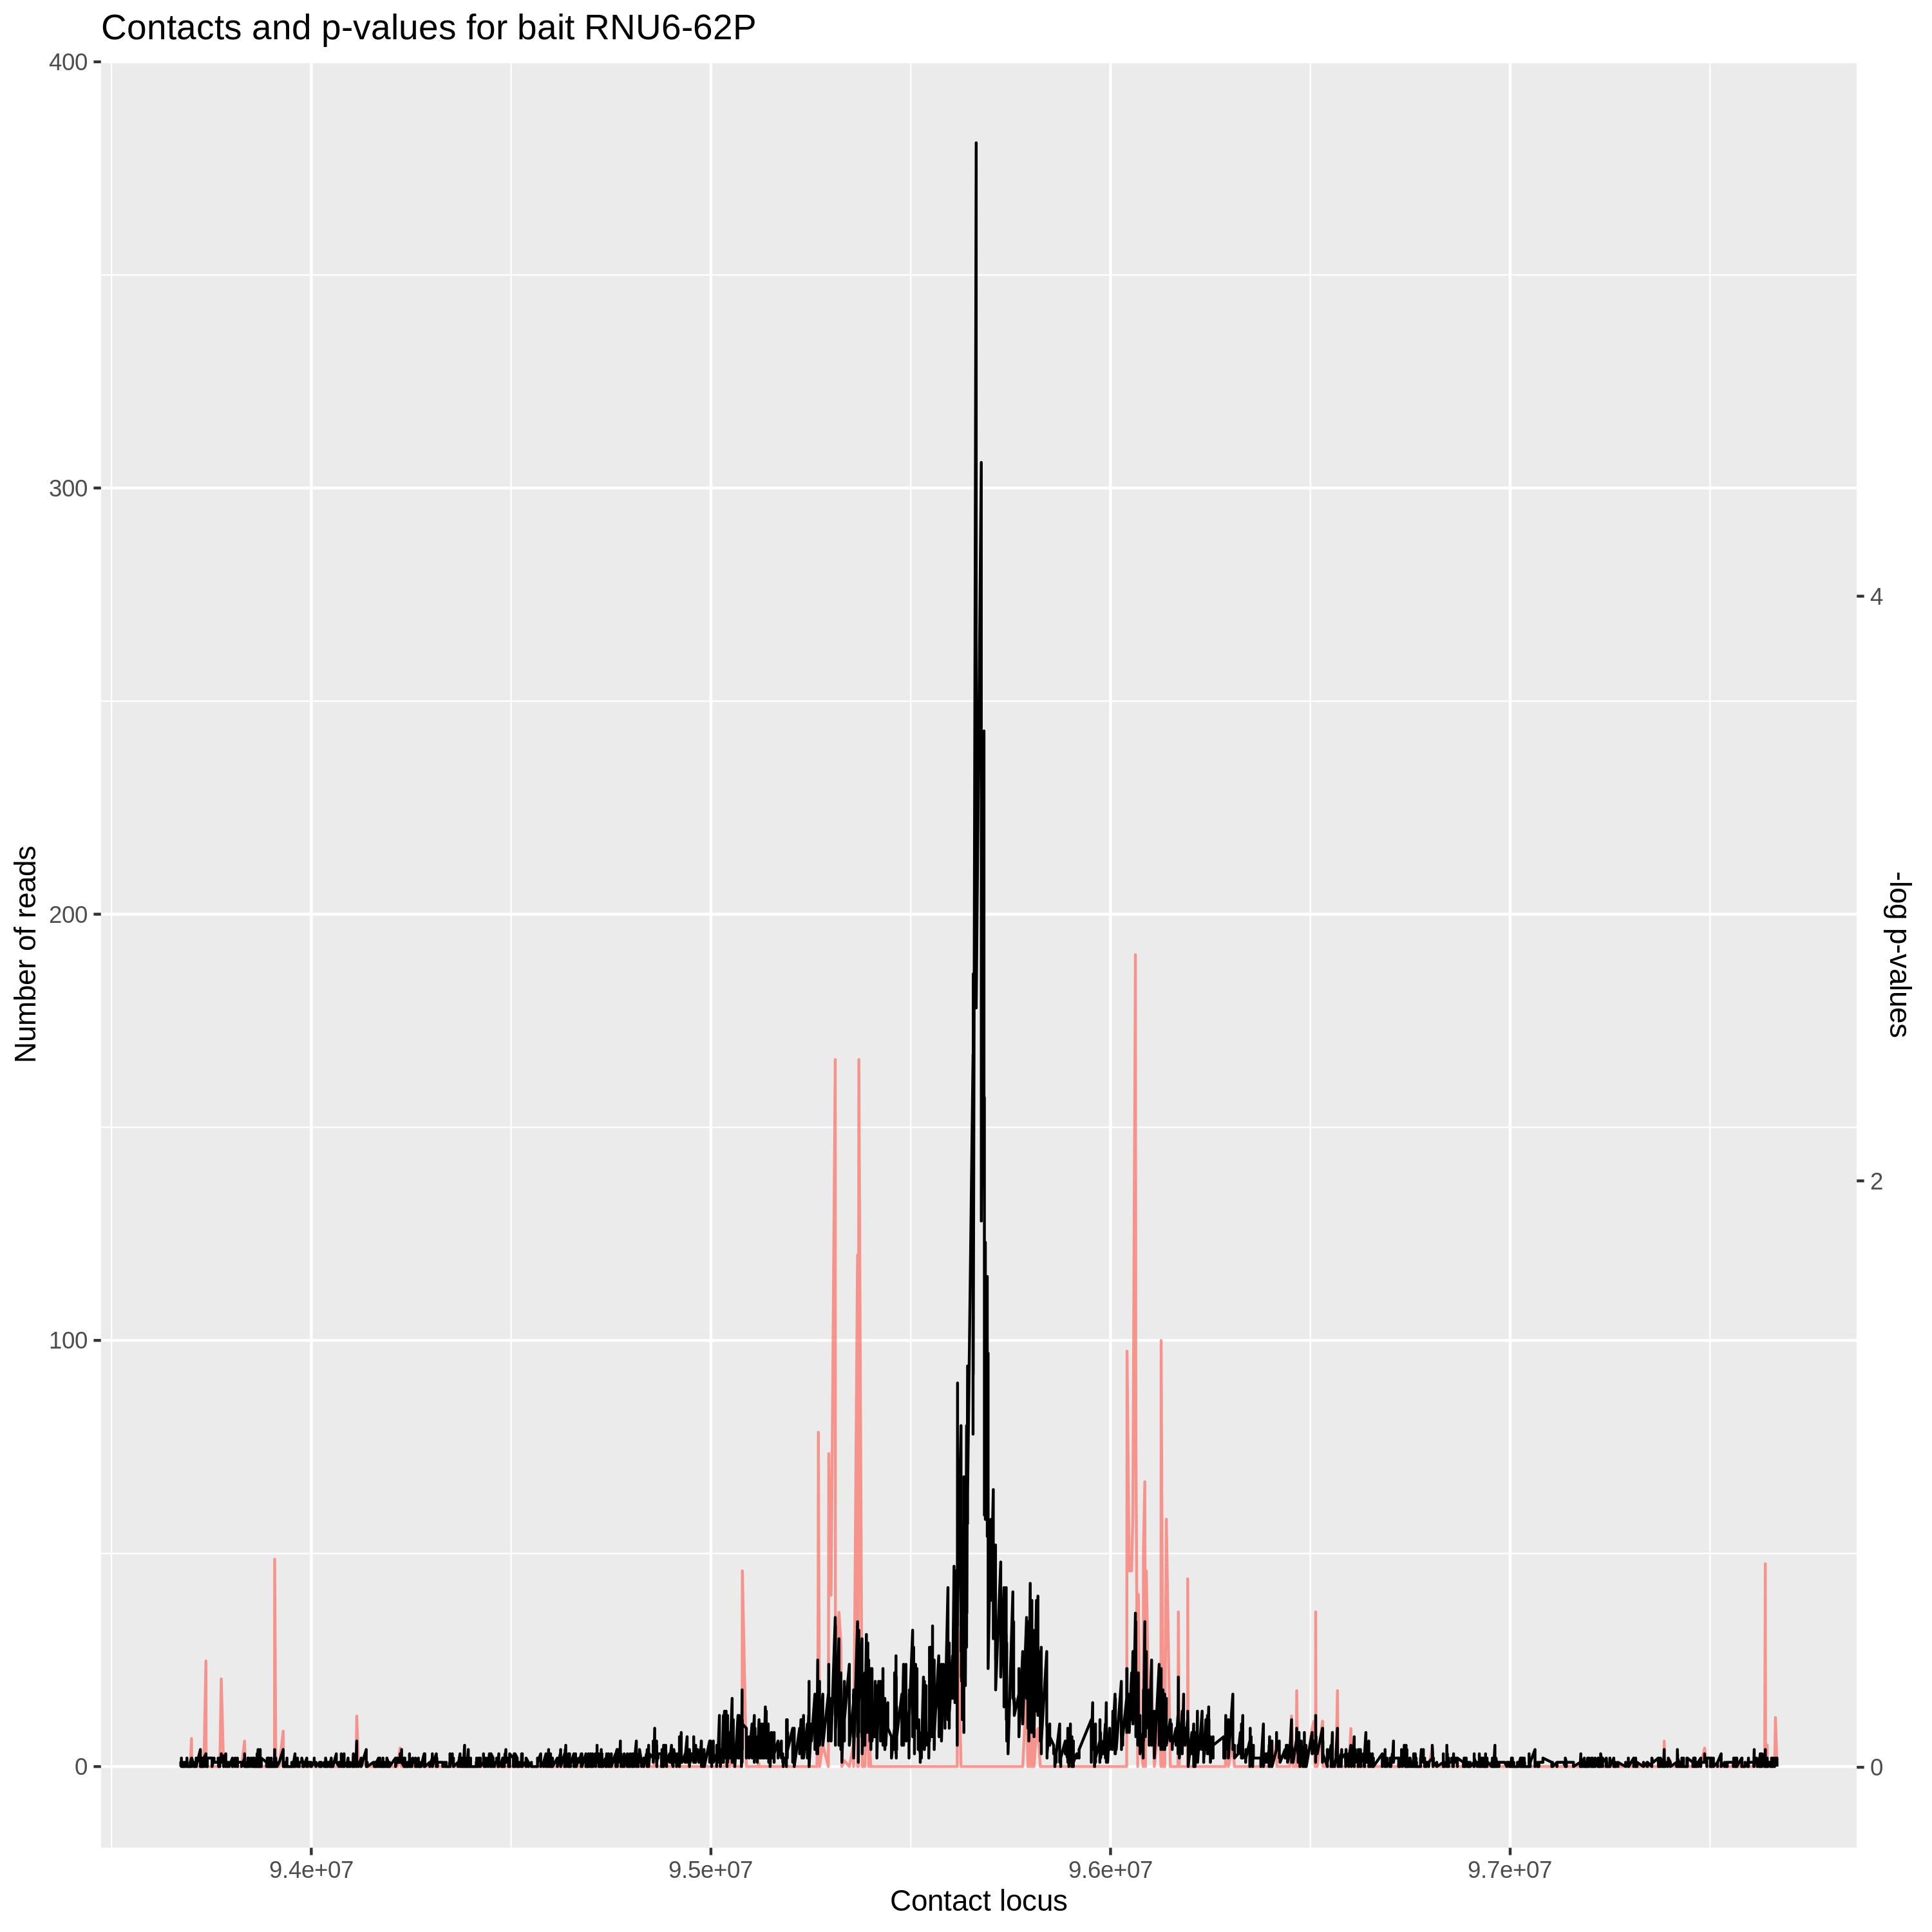 Contacts and p-values for bait RNU6-62P
400
300
200
100
0
Number of reads
4
2
0
-log p-values
9.4e+07
9.5e+07
9.6e+07
9.7e+07
Contact locus